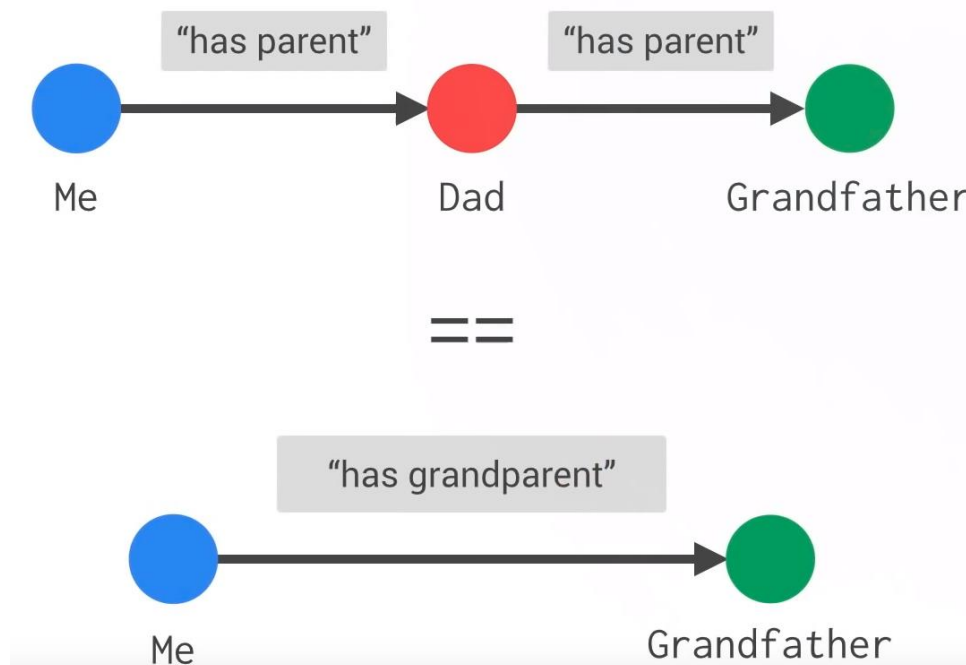 “has parent” “has parent”
Me Dad Grandfather
==
“has grandparent”
Me Grandfather